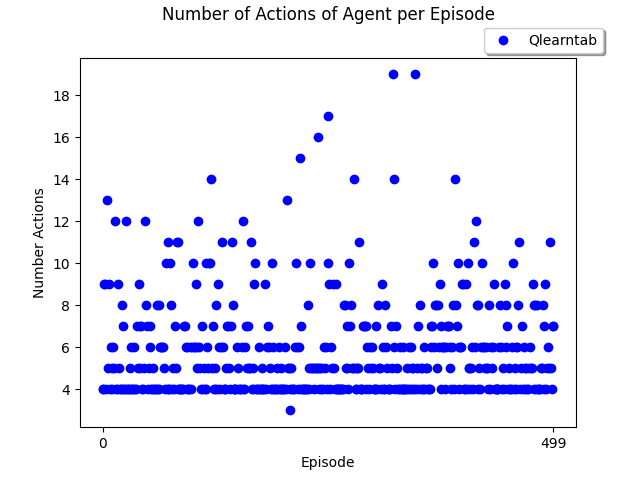 Number of Actions of Agent per Episode
Qlearntab
18
16
14
12
10
8
6
4
Number Actions
0
499
Episode